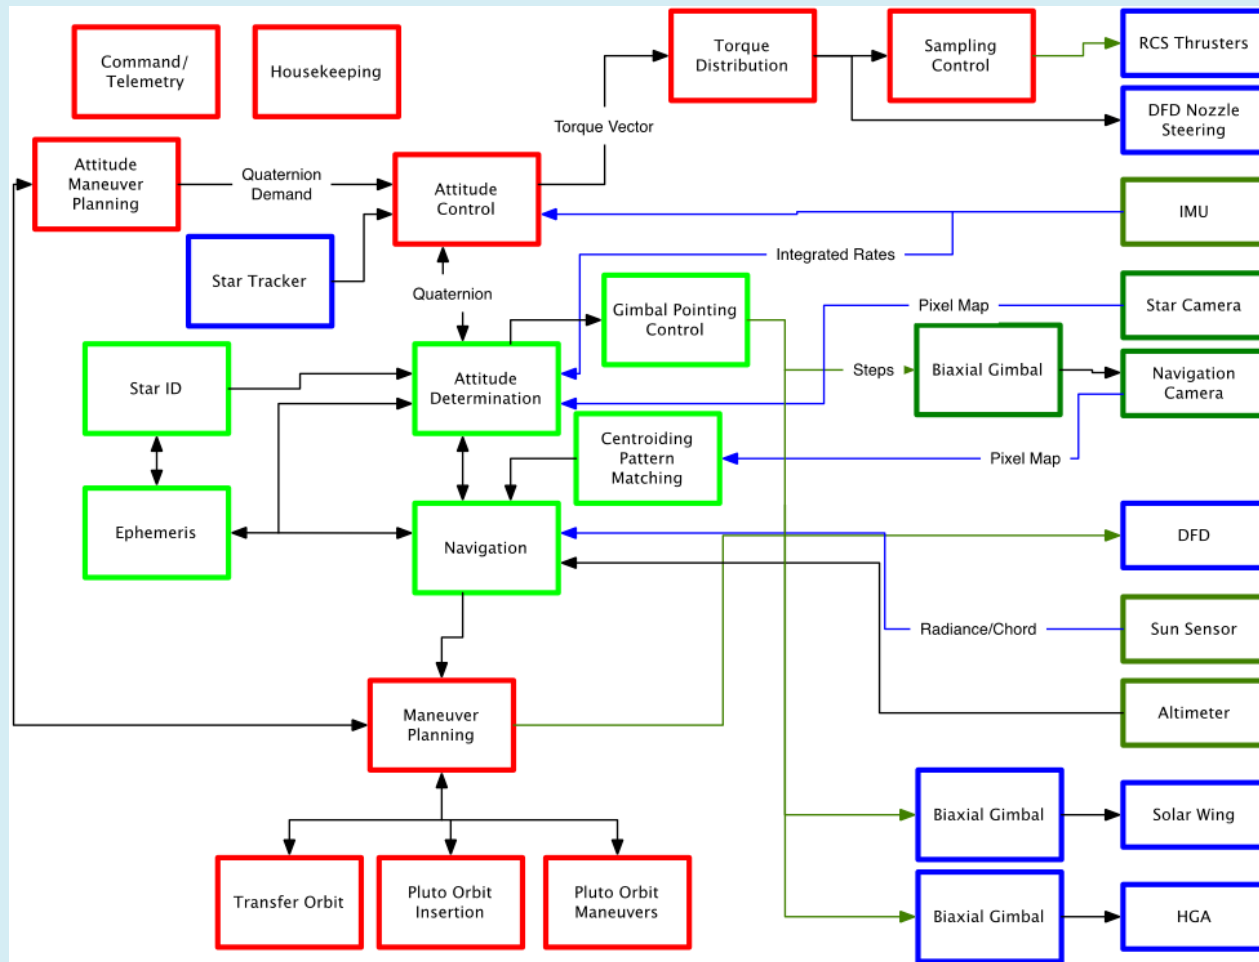 Command/
Telemetry
Housekeeping
Torque
Distribution
Sampling
Control
RCS Thrusters
DFD Nozzle
Steering
Torque Vector
Attitude
Maneuver
Planning
Quaternion
Demand
Attitude
Control
IMU
Star Tracker
Integrated Rates
Quaternion
Gimbal Pointing
Control
Pixel Map
Star Camera
Star ID
Attitude
Determination
Steps
Biaxial Gimbal
Navigation
Camera
Centroiding
Pattern
Matching
Pixel Map
Ephemeris
Navigation
DFD
Radiance/Chord
Sun Sensor
Maneuver
Planning
Altimeter
Biaxial Gimbal
Solar Wing
Transfer Orbit
Pluto Orbit
Insertion
Pluto Orbit
Maneuvers
Biaxial Gimbal
HGA